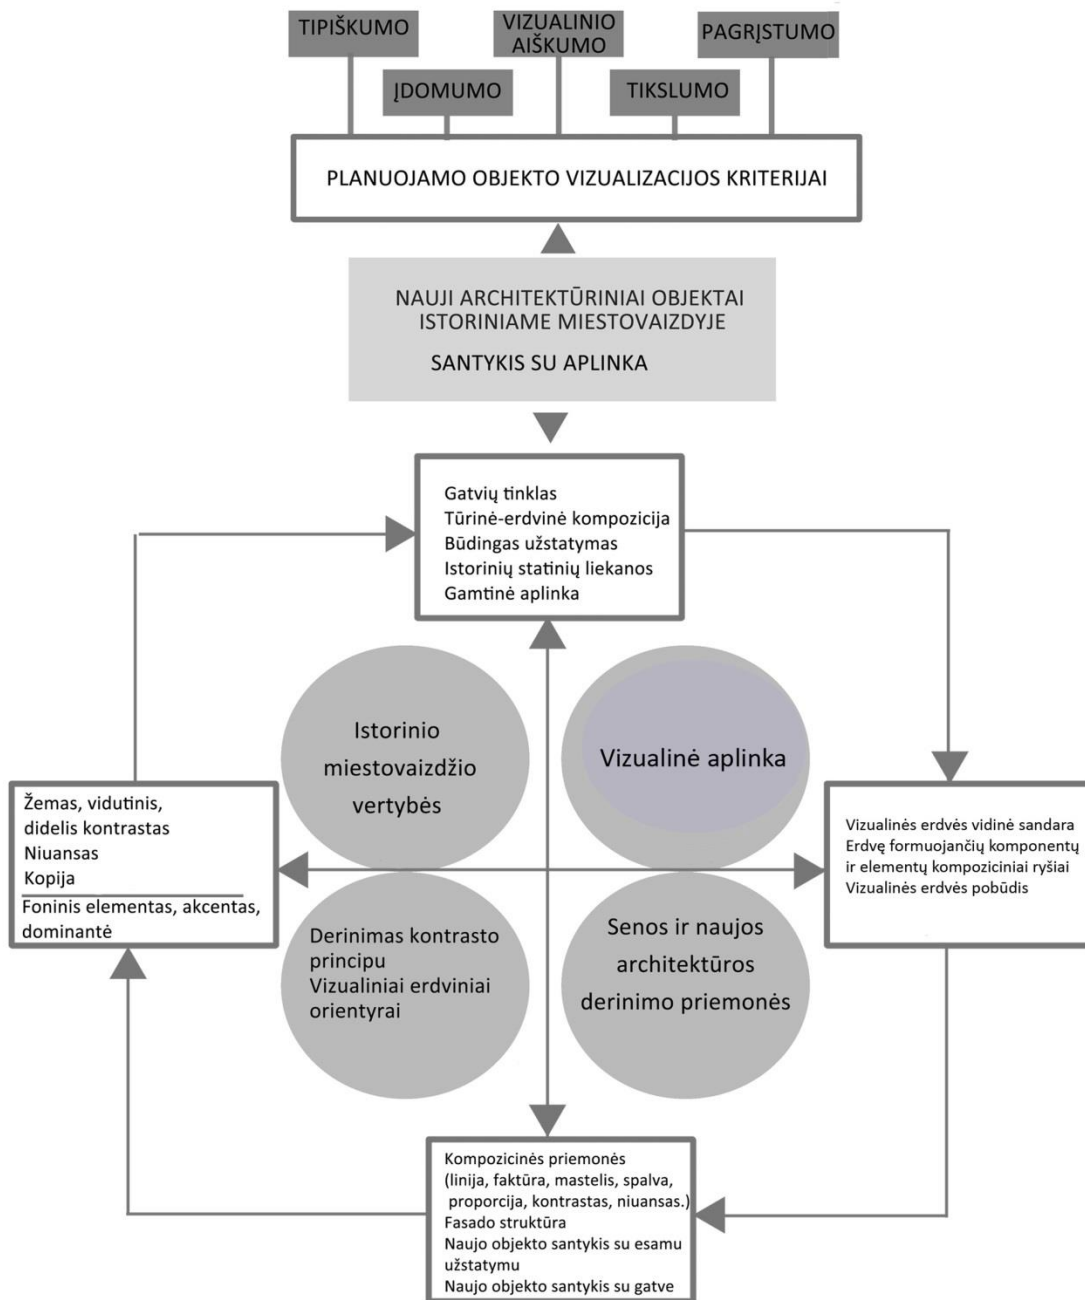 TIPIŠKUMO
VIZUALINIO
AIŠKUMO
PAGRĮSTUMO
ĮDOMUMO
TIKSLUMO
PLANUOJAMO OBJEKTO VIZUALIZACIJOS KRITERIJAI
NAUJI ARCHITEKTŪRINIAI OBJEKTAI
ISTORINIAME MIESTOVAIZDYJE
SANTYKIS SU APLINKA
Gatvių tinklas
Tūrinė-erdvinė kompozicija
Būdingas užstatymas
Istorinių statinių liekanos
Gamtinė aplinka
Istorinio
miestovaizdžio
vertybės
Vizualinė aplinka
Žemas, vidutinis,
didelis kontrastas
Niuansas
Kopija
Foninis elementas, akcentas,
dominantė
Vizualinės erdvės vidinė sandara
Erdvę formuojančių komponentų
ir elementų kompoziciniai ryšiai
Vizualinės erdvės pobūdis
Derinimas kontrasto
principu
Vizualiniai erdviniai
orientyrai
Senos ir naujos
architektūros
derinimo priemonės
Kompozicinės priemonės
(linija, faktūra, mastelis, spalva,
proporcija, kontrastas, niuansas.)
Fasado struktūra
Naujo objekto santykis su esamu
užstatymu
Naujo objekto santykis su gatve